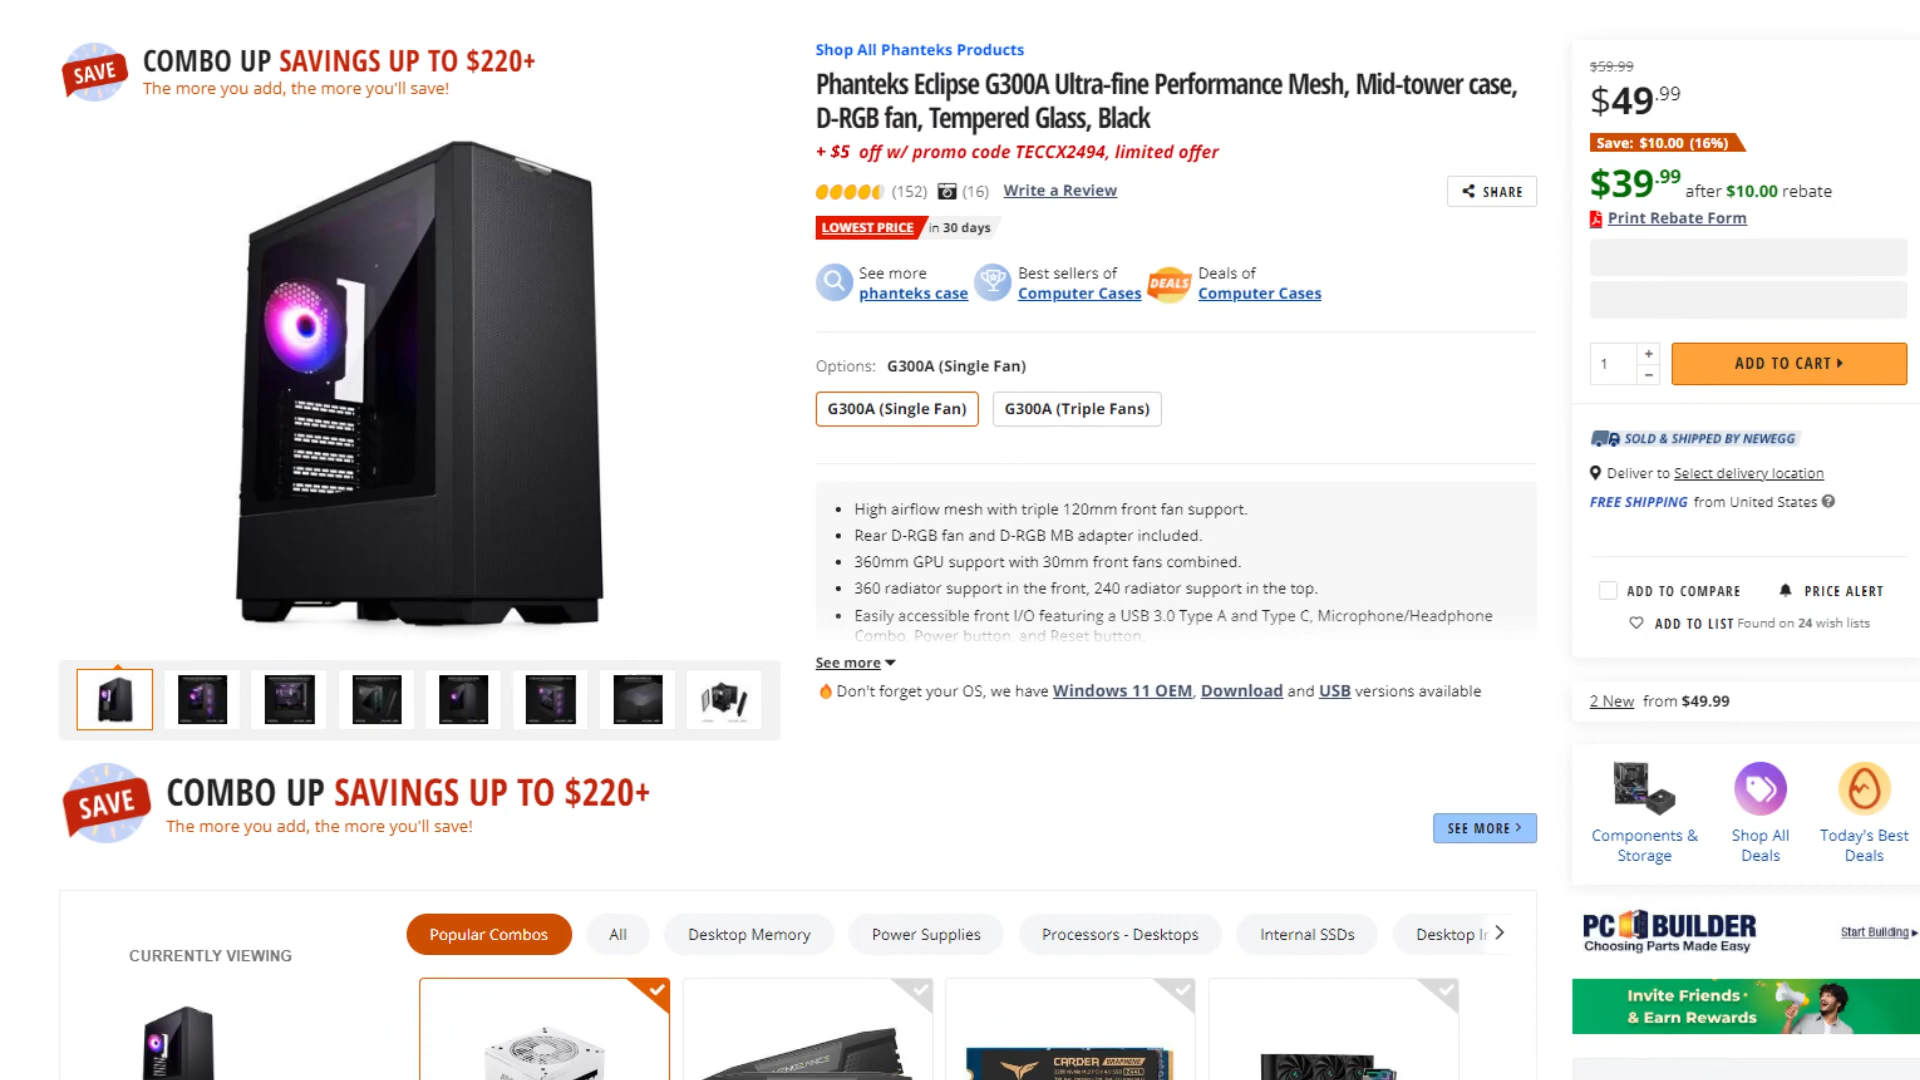 SAVE
COMBO UP SAVINGS UP TO $220+
The more you add, the more you'll save!
Shop All Phanteks Products
Phanteks Eclipse G300A Ultra-fine Performance Mesh, Mid-tower case,
D-RGB fan, Tempered Glass, Black
+ $5 off w/ promo code TECCX2494, limited offer
(152) (16) Write a Review
SHARE
LOWEST PRICE in 30 days
See more
phanteks case
Best sellers of
Computer Cases
DEALS
Deals of
Computer Cases
Options: G300A (Single Fan)
G300A (Single Fan)
G300A (Triple Fans)
• High airflow mesh with triple 120mm front fan support.
• Rear D-RGB fan and D-RGB MB adapter included.
• 360mm GPU support with 30mm front fans combined.
• 360 radiator support in the front, 240 radiator support in the top.
• Easily accessible front I/O featuring a USB 3.0 Type A and Type C, Microphone/Headphone
Combo, Power button, and Reset button.
See more
Don't forget your OS, we have Windows 11 OEM, Download and USB versions available
$59.99
$49.99
Save: $10.00 (16%)
$39.99 after $10.00 rebate
Print Rebate Form
1
+
−
ADD TO CART
SOLD & SHIPPED BY NEWEGG
Deliver to Select delivery location
FREE SHIPPING from United States ?
ADD TO COMPARE
PRICE ALERT
ADD TO LIST Found on 24 wish lists
2 New from $49.99
Components &
Storage
Shop All
Deals
Today's Best
Deals
PC BUILDER
Choosing Parts Made Easy
Start Building
Invite Friends
& Earn Rewards
SAVE
COMBO UP SAVINGS UP TO $220+
The more you add, the more you'll save!
SEE MORE
CURRENTLY VIEWING
Popular Combos
All
Desktop Memory
Power Supplies
Processors - Desktops
Internal SSDs
Desktop
VENGEANCE
CARDEA GRAPHENE